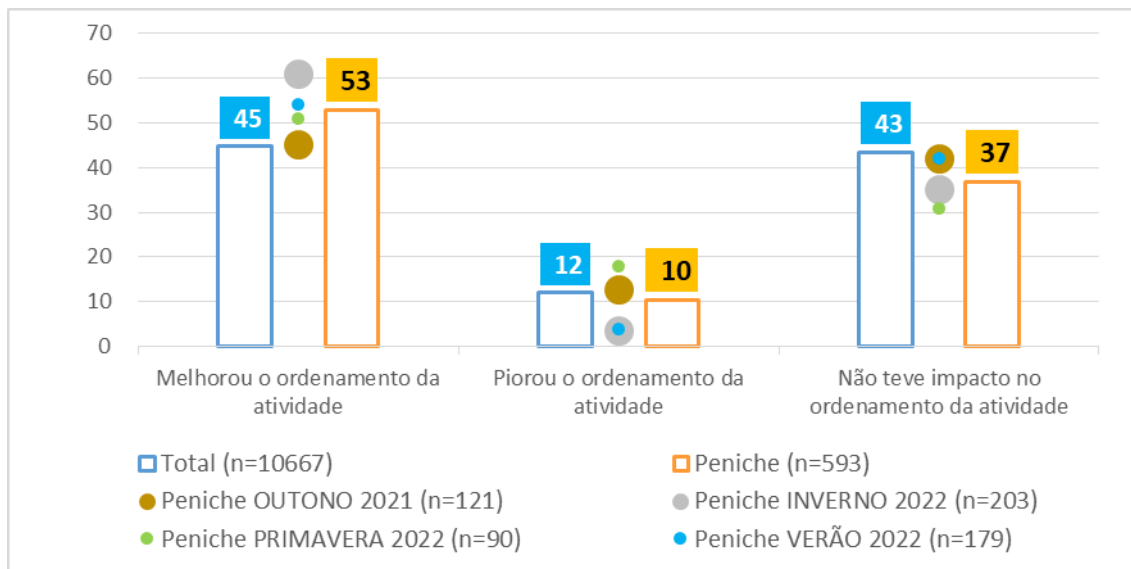 70
60
50
40
30
20
10
0
45
53
12
10
43
37
Melhorou o ordenamento da
atividade
Piorou o ordenamento da
atividade
Não teve impacto no
ordenamento da atividade
Total (n=10667)
Peniche (n=593)
Peniche OUTONO 2021 (n=121)
Peniche INVERNO 2022 (n=203)
Peniche PRIMAVERA 2022 (n=90)
Peniche VERÃO 2022 (n=179)